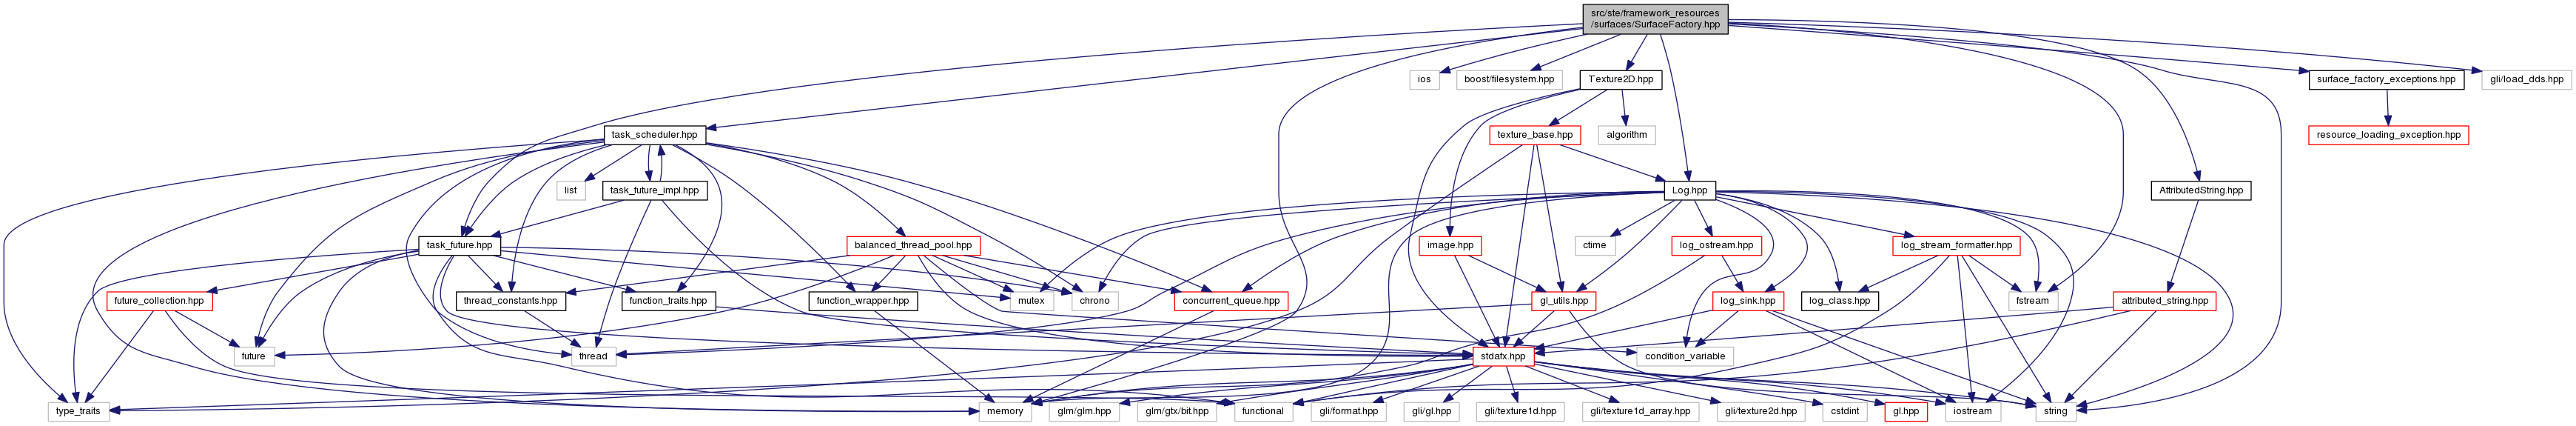 src/ste/framework_resources
/surfaces/SurfaceFactory.hpp
ios
boost/filesystem.hpp
Texture2D.hpp
surface_factory_exceptions.hpp
gli/load_dds.hpp
task_scheduler.hpp
texture_base.hpp
algorithm
resource_loading_exception.hpp
list
task_future_impl.hpp
Log.hpp
AttributedString.hpp
task_future.hpp
balanced_thread_pool.hpp
image.hpp
ctime
log_ostream.hpp
log_stream_formatter.hpp
future_collection.hpp
thread_constants.hpp
function_traits.hpp
function_wrapper.hpp
mutex
chrono
concurrent_queue.hpp
gl_utils.hpp
log_sink.hpp
log_class.hpp
fstream
attributed_string.hpp
future
thread
stdafx.hpp
condition_variable
type_traits
memory
glm/glm.hpp
glm/gtx/bit.hpp
functional
gli/format.hpp
gli/gl.hpp
gli/texture1d.hpp
gli/texture1d_array.hpp
gli/texture2d.hpp
cstdint
gl.hpp
iostream
string